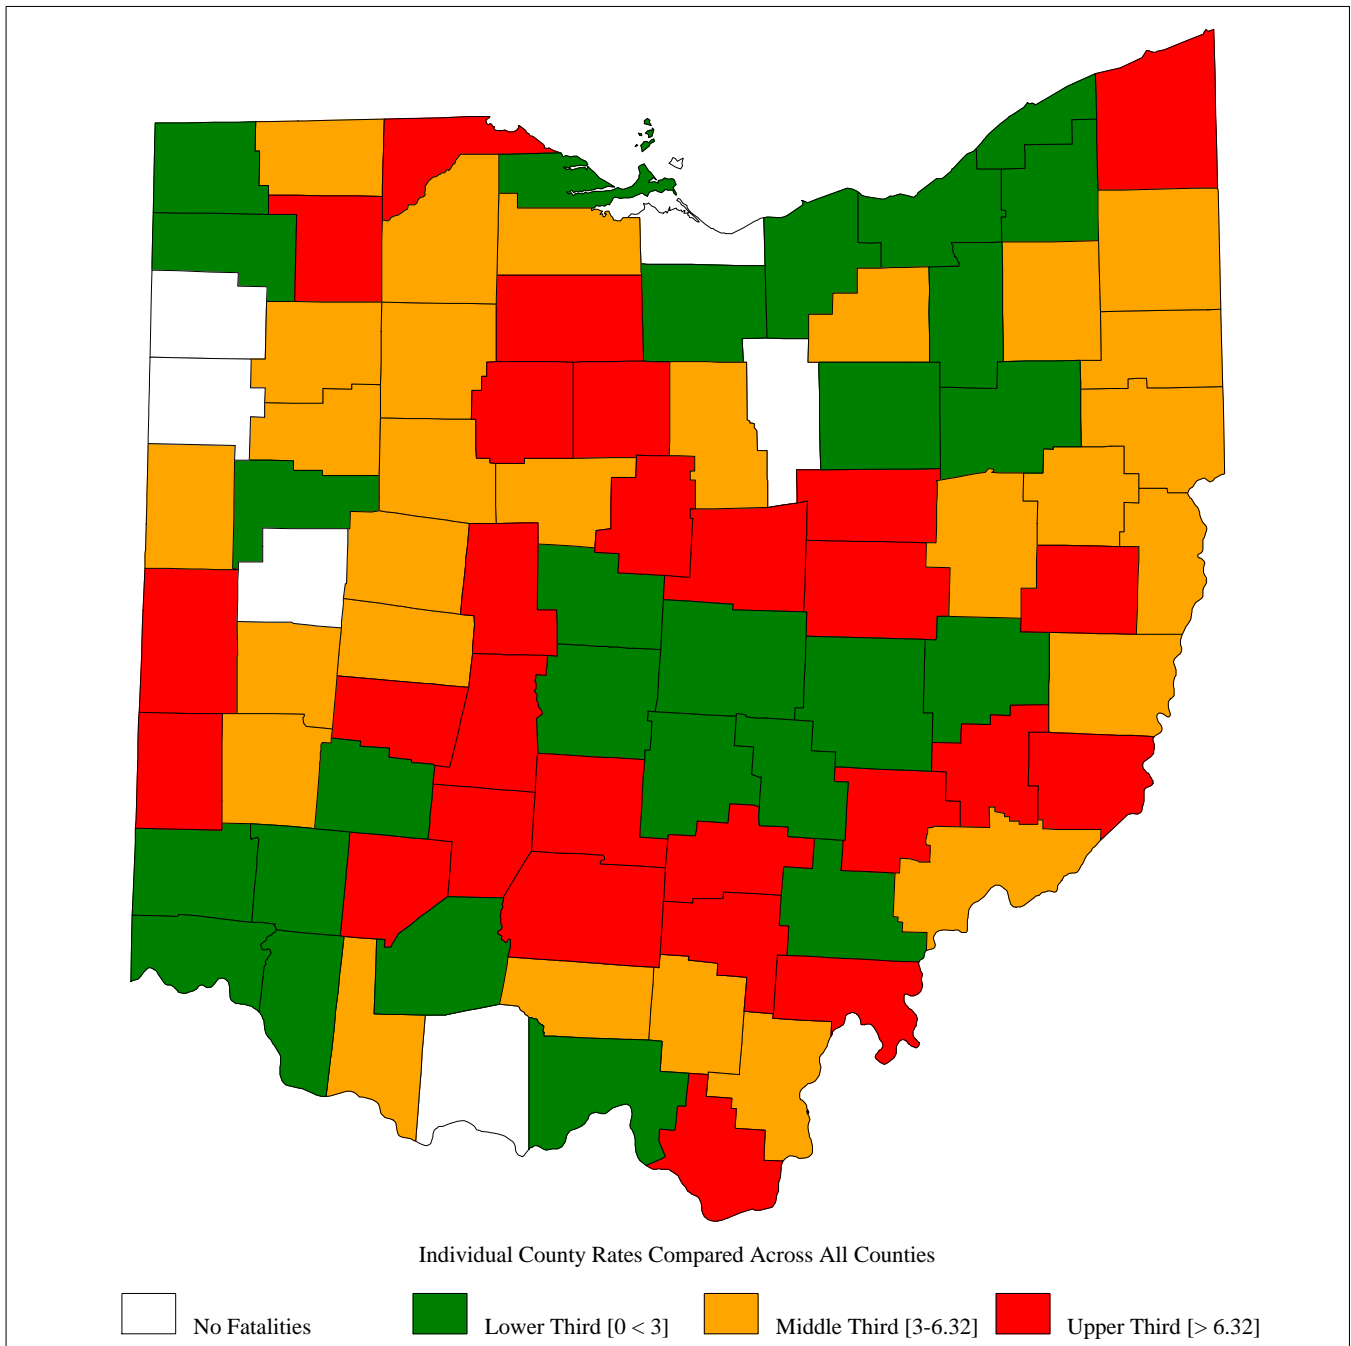 Individual County Rates Compared Across All Counties
No Fatalities
Lower Third [0 < 3]
Middle Third [3-6.32]
Upper Third [> 6.32]